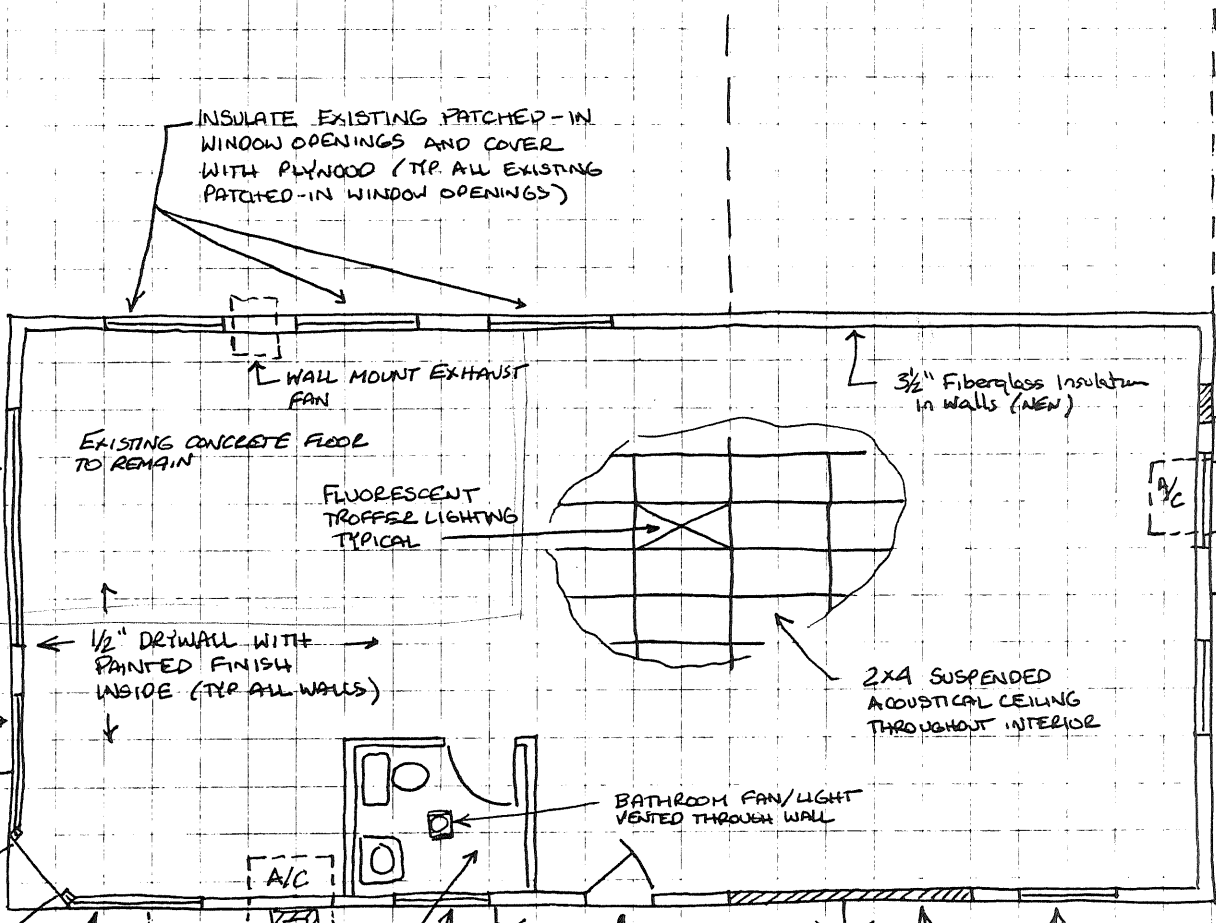 INSULATE EXISTING PATCHED-IN
WINDOW OPENINGS AND COVER
WITH PLYWOOD (TYP. ALL EXISTING
PATCHED-IN WINDOW OPENINGS)
WALL MOUNT EXHAUST
FAN
3½" Fiberglass Insulation
in Walls (NEW)
EXISTING CONCRETE FLOOR
TO REMAIN
A/C
FLUORESCENT
TROFFER LIGHTING
TYPICAL
1/2" DRYWALL WITH
PAINTED FINISH
INSIDE (TYP ALL WALLS)
2x4 SUSPENDED
ACOUSTICAL CEILING
THROUGHOUT INTERIOR
BATHROOM FAN/LIGHT
VENTED THROUGH WALL
A/C